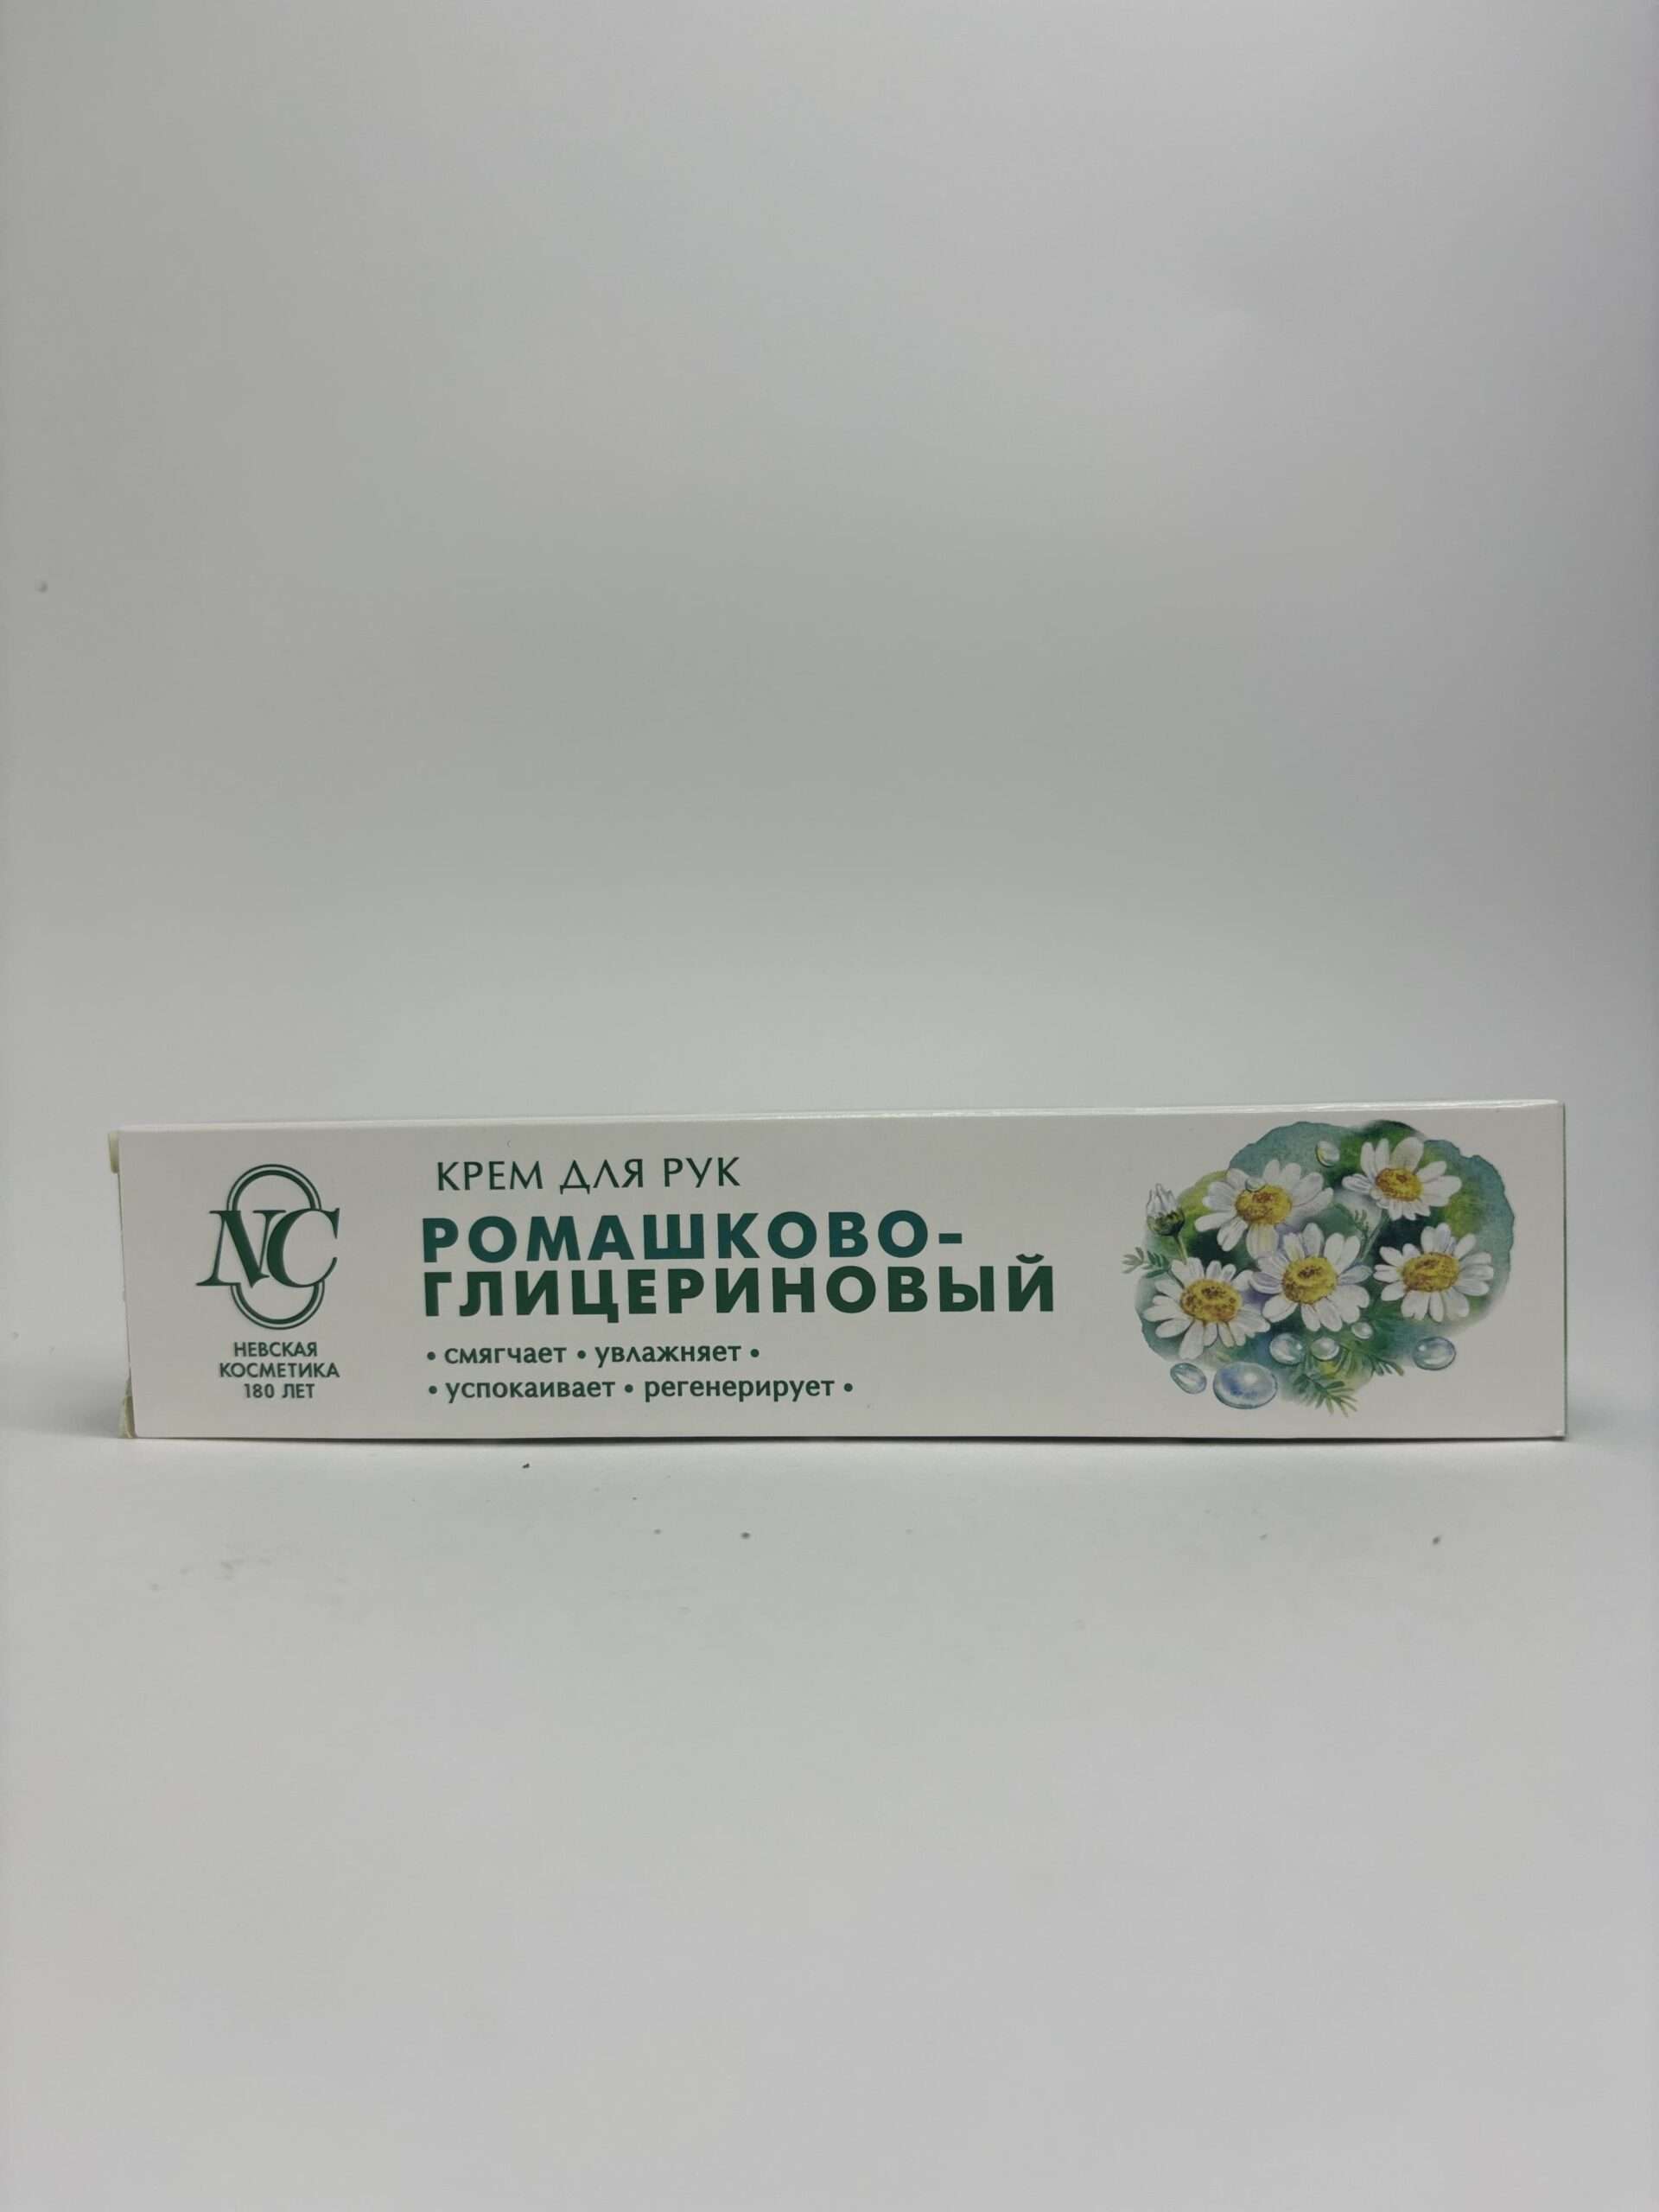 NC
НЕВСКАЯ
КОСМЕТИКА
180 ЛЕТ
КРЕМ ДЛЯ РУК
РОМАШКОВО-
ГЛИЦЕРИНОВЫЙ
• смягчает • увлажняет •
• успокаивает • регенерирует •